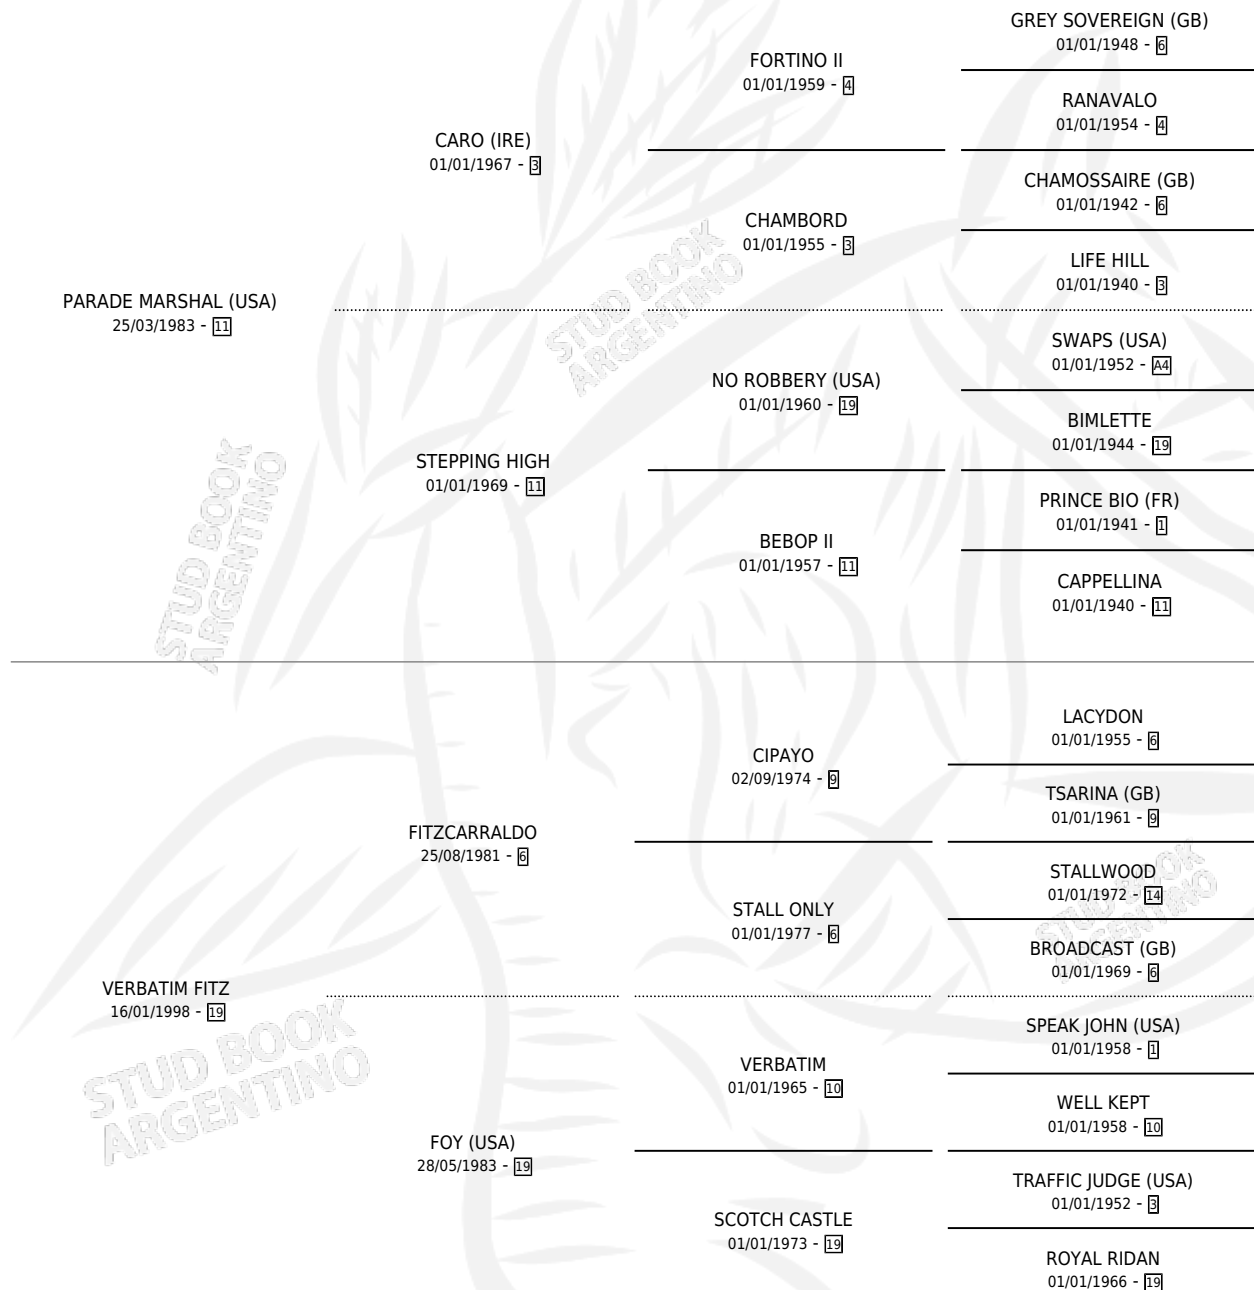 GREY SOVEREIGN (GB)
01/01/1948 - 6
FORTINO II
01/01/1959 - 4
RANAVALO
01/01/1954 - 4
CARO (IRE)
01/01/1967 - 3
CHAMOSSAIRE (GB)
01/01/1942 - 6
CHAMBORD
01/01/1955 - 3
LIFE HILL
01/01/1940 - 3
PARADE MARSHAL (USA)
25/03/1983 - 11
SWAPS (USA)
01/01/1952 - A4
NO ROBBERY (USA)
01/01/1960 - 19
BIMLETTE
01/01/1944 - 19
STEPPING HIGH
01/01/1969 - 11
PRINCE BIO (FR)
01/01/1941 - 1
BEBOP II
01/01/1957 - 11
CAPPELLINA
01/01/1940 - 11
LACYDON
01/01/1955 - 6
CIPAYO
02/09/1974 - 9
TSARINA (GB)
01/01/1961 - 9
FITZCARRALDO
25/08/1981 - 6
STALLWOOD
01/01/1972 - 14
STALL ONLY
01/01/1977 - 6
BROADCAST (GB)
01/01/1969 - 6
VERBATIM FITZ
16/01/1998 - 19
SPEAK JOHN (USA)
01/01/1958 - 1
VERBATIM
01/01/1965 - 10
WELL KEPT
01/01/1958 - 10
FOY (USA)
28/05/1983 - 19
TRAFFIC JUDGE (USA)
01/01/1952 - 3
SCOTCH CASTLE
01/01/1973 - 19
ROYAL RIDAN
01/01/1966 - 19
STUD BOOK
ARGENTINO
STUD BOOK
ARGENTINO
STUD BOOK
ARGENTINO
STUD BOOK
ARGENTINO